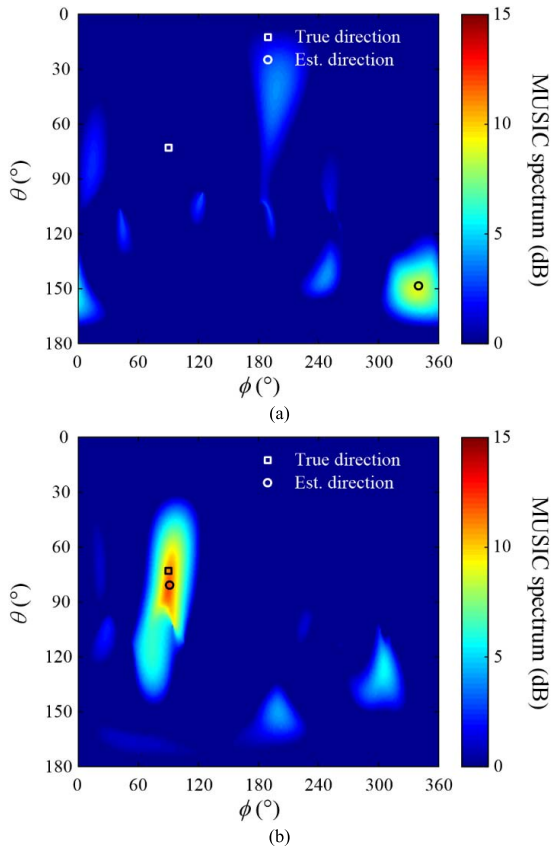 0
30
60
90
120
150
180
θ (°)
0 60 120 180 240 300 360
ϕ (°)
True direction
Est. direction
15
10
5
0
MUSIC spectrum (dB)
(a)
0
30
60
90
120
150
180
θ (°)
0 60 120 180 240 300 360
ϕ (°)
True direction
Est. direction
15
10
5
0
MUSIC spectrum (dB)
(b)